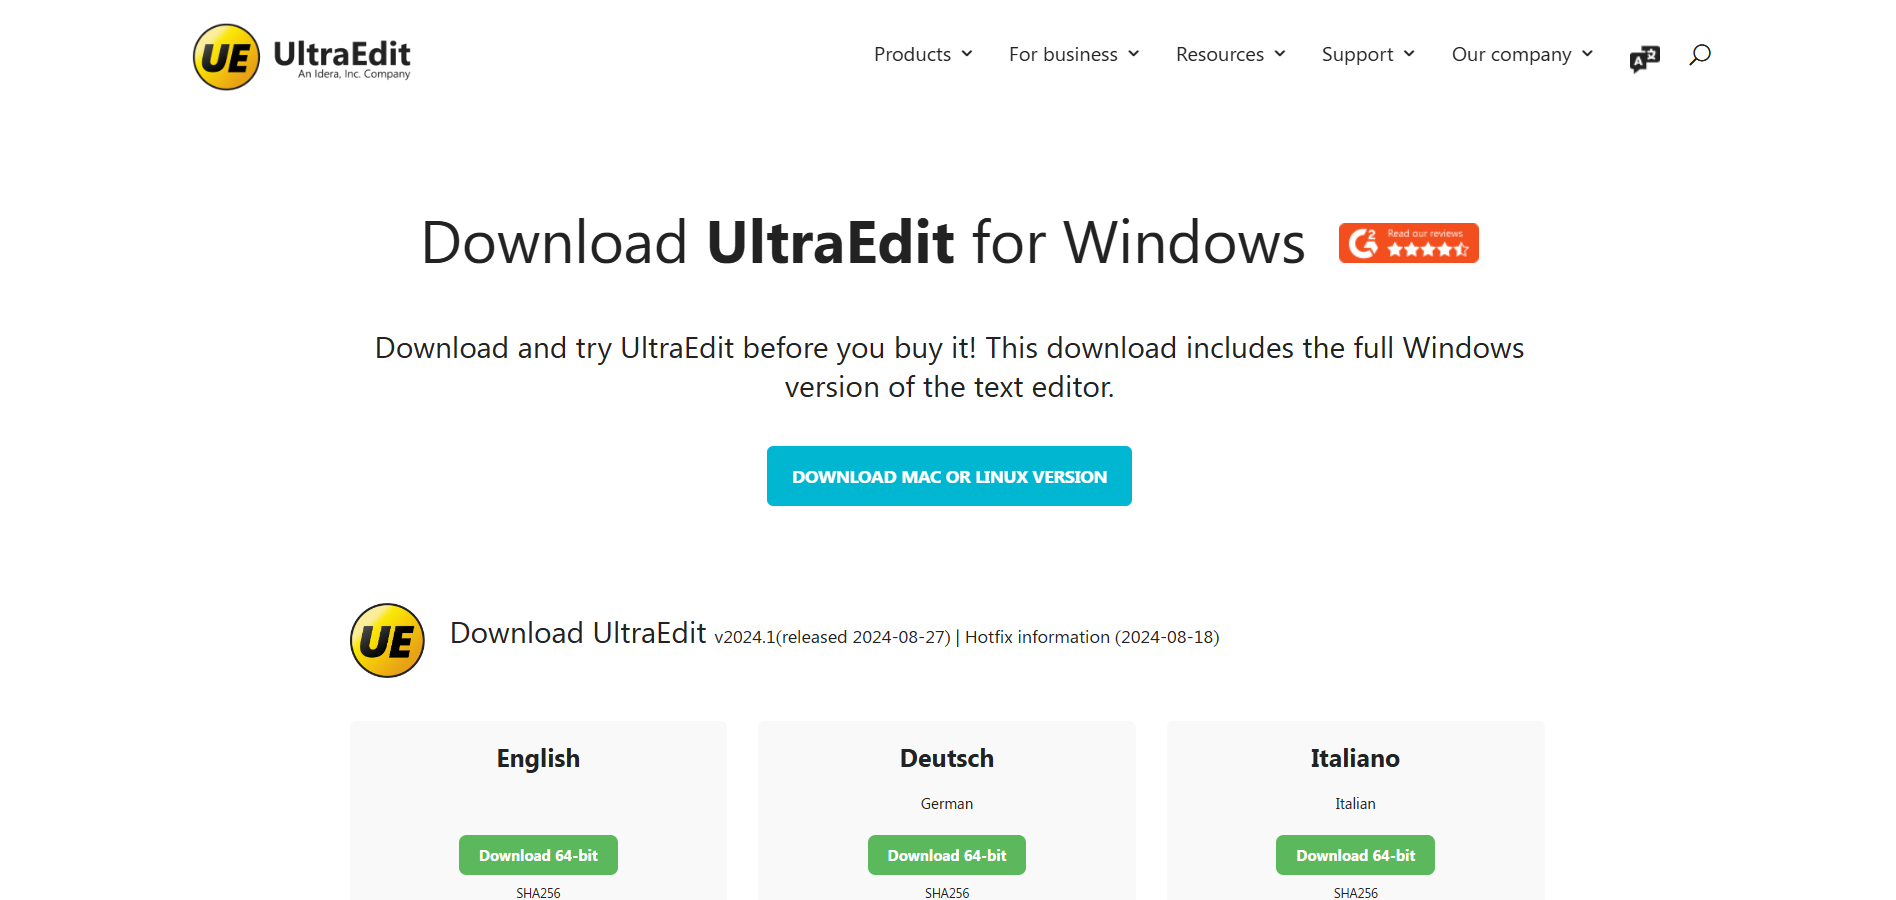 UE UltraEdit
An Idera, Inc. Company
Products For business Resources Support Our company
Download UltraEdit for Windows
Read our reviews
Download and try UltraEdit before you buy it! This download includes the full Windows
version of the text editor.
DOWNLOAD MAC OR LINUX VERSION
UE Download UltraEdit v2024.1(released 2024-08-27) | Hotfix information (2024-08-18)
English Deutsch Italiano
German Italian
Download 64-bit Download 64-bit Download 64-bit
SHA256 SHA256 SHA256